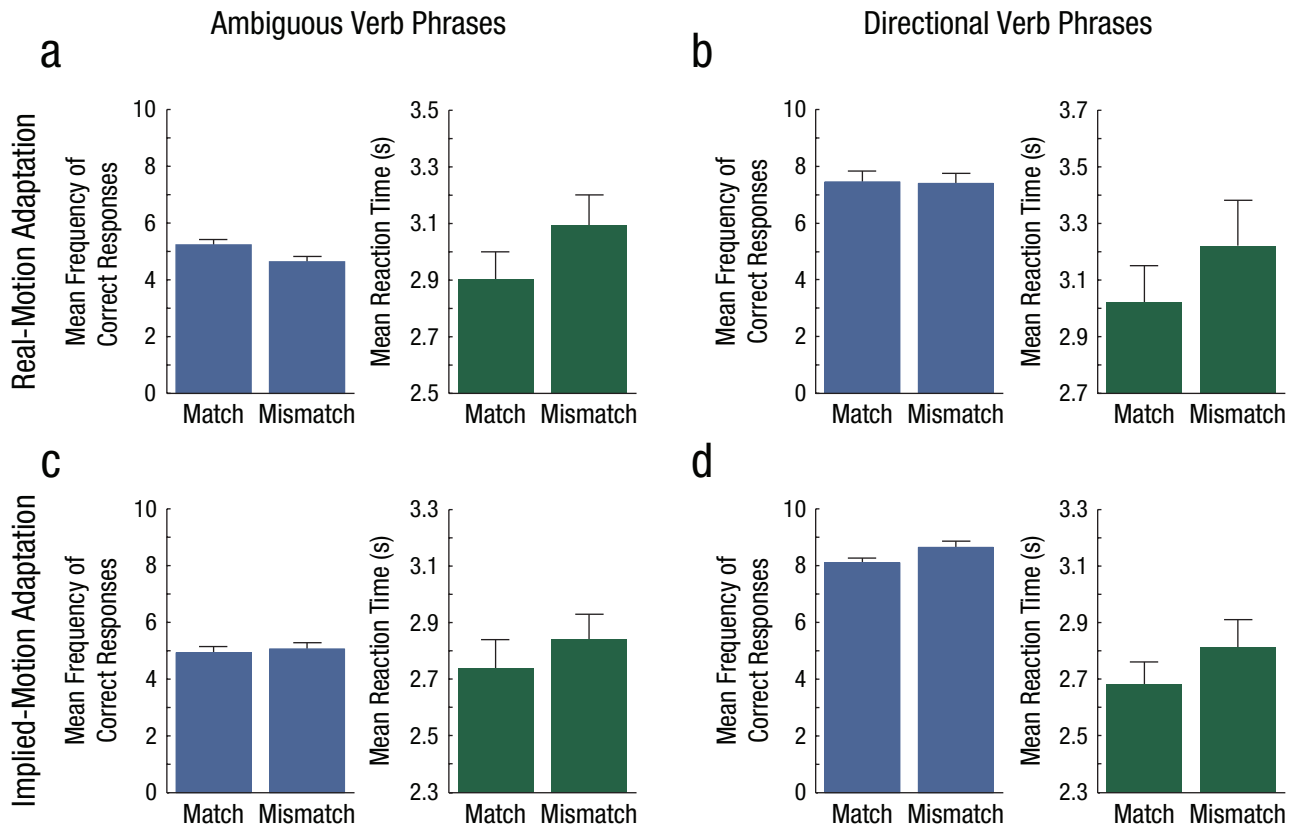 Ambiguous Verb Phrases
Directional Verb Phrases
a
b
Real-Motion Adaptation
Mean Frequency of
Correct Responses
10
8
6
4
2
0
Match Mismatch
Mean Reaction Time (s)
3.5
3.3
3.1
2.9
2.7
2.5
Match Mismatch
Mean Frequency of
Correct Responses
10
8
6
4
2
0
Match Mismatch
Mean Reaction Time (s)
3.7
3.5
3.3
3.1
2.9
2.7
Match Mismatch
c
d
Implied-Motion Adaptation
Mean Frequency of
Correct Responses
10
8
6
4
2
0
Match Mismatch
Mean Reaction Time (s)
3.3
3.1
2.9
2.7
2.5
2.3
Match Mismatch
Mean Frequency of
Correct Responses
10
8
6
4
2
0
Match Mismatch
Mean Reaction Time (s)
3.3
3.1
2.9
2.7
2.5
2.3
Match Mismatch